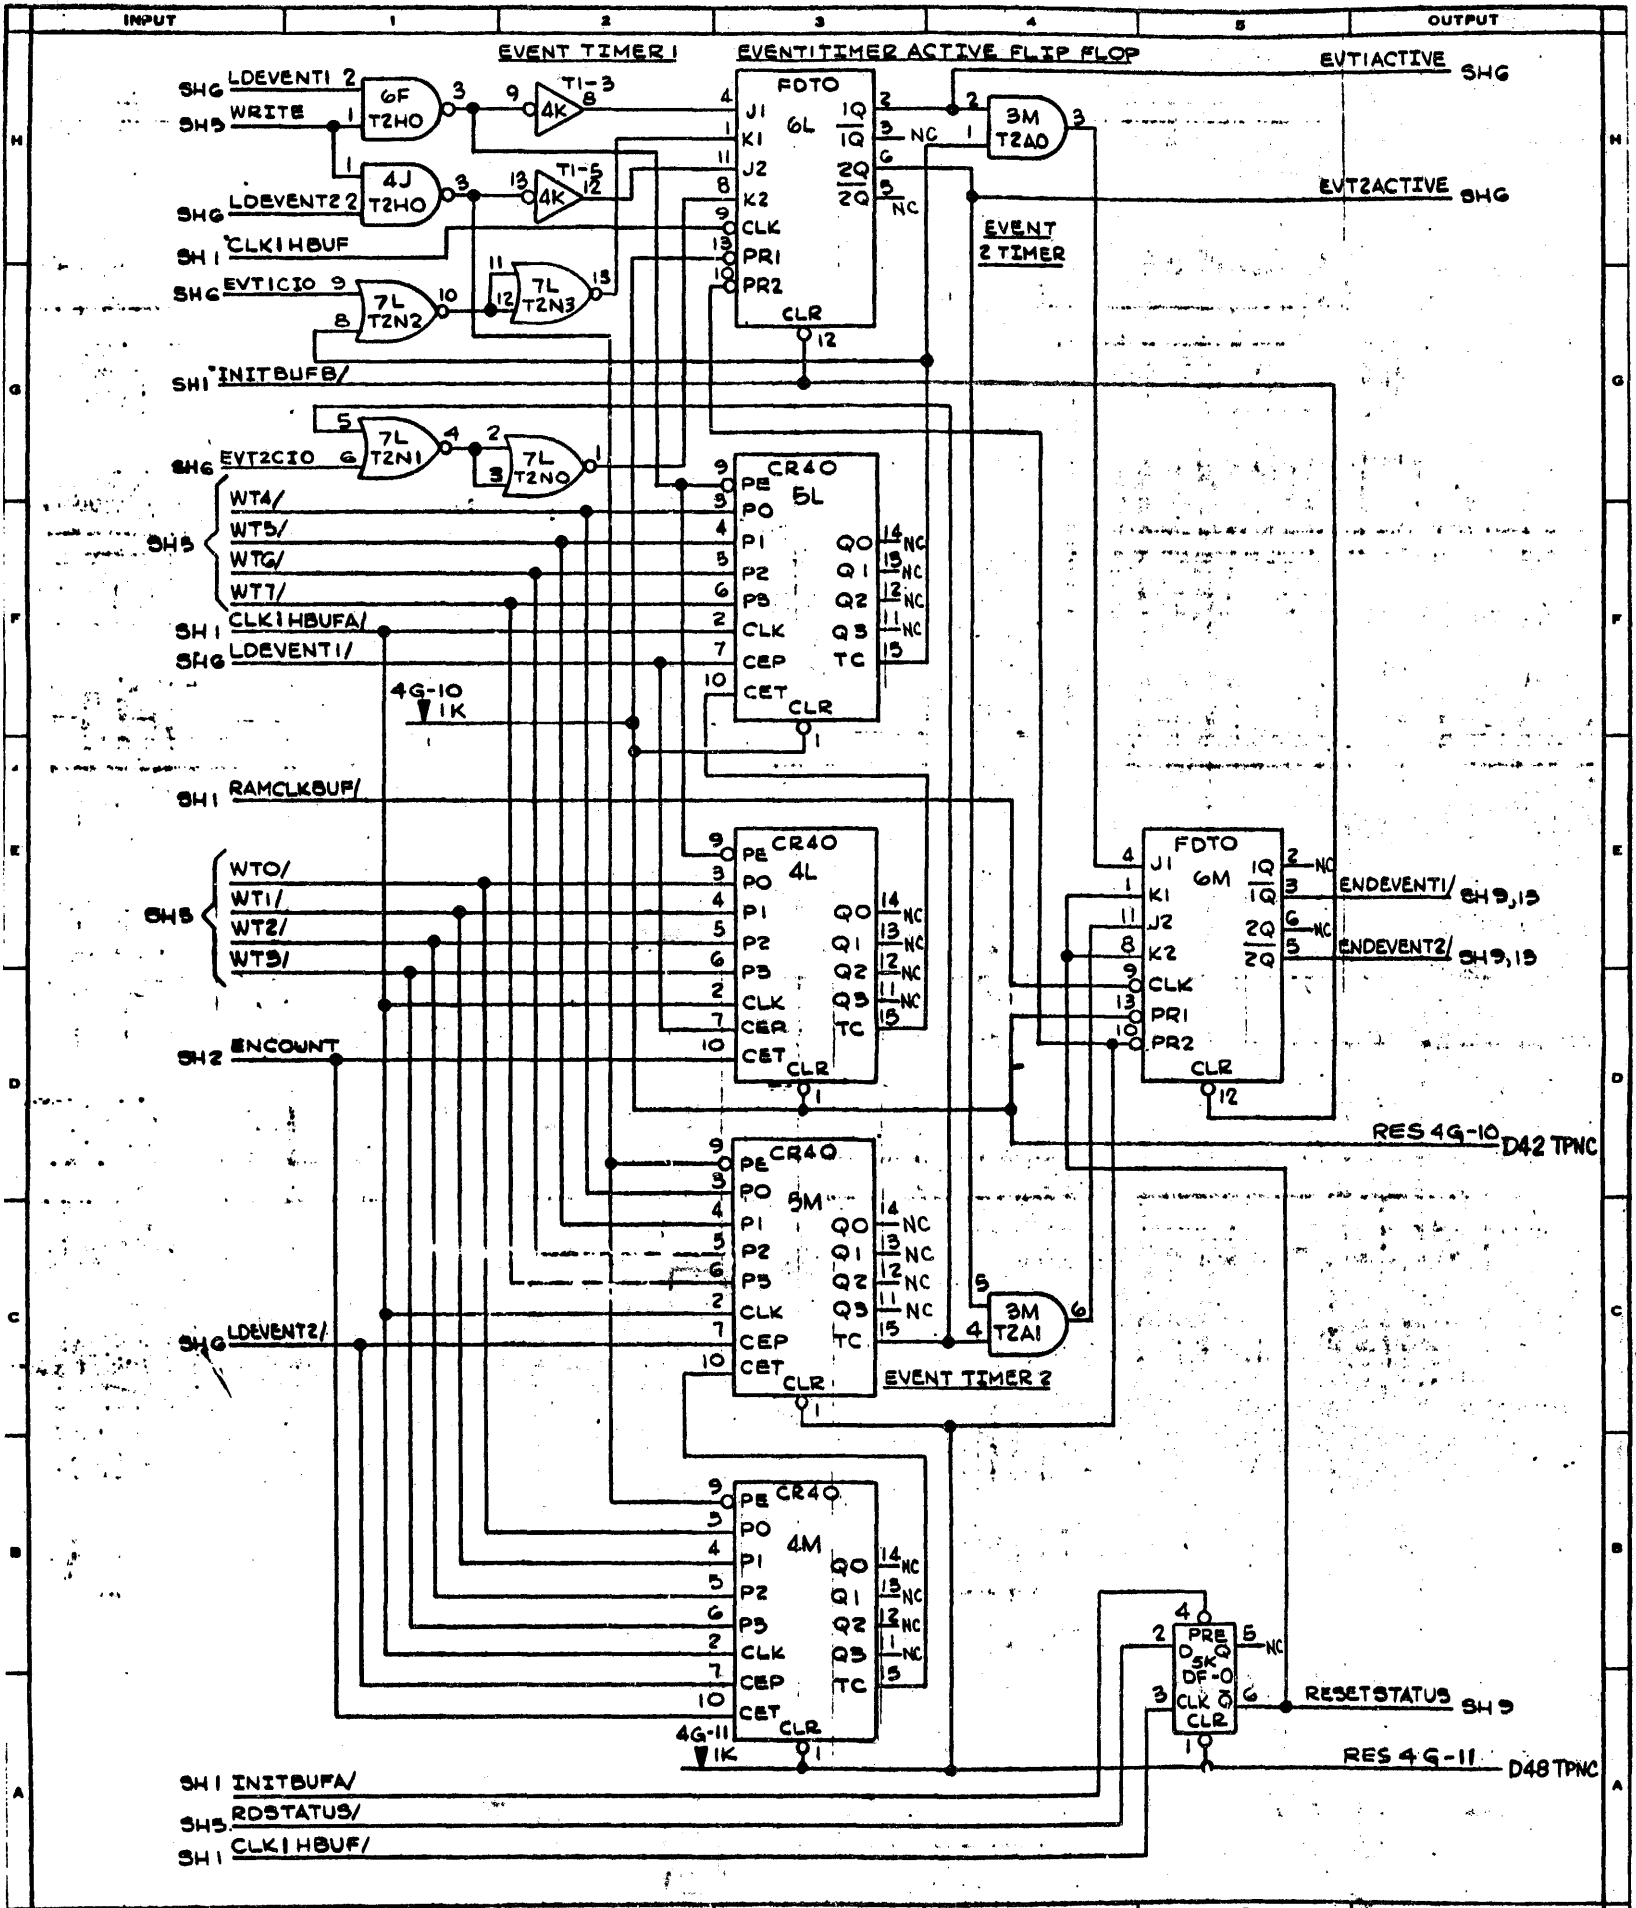 INPUT 1 2 3 4 5 OUTPUT
EVENT TIMER 1
EVENT1TIMER ACTIVE FLIP FLOP
SH6 LDEVENT1 2
SH5 WRITE 1
6F T2H0 3
9 4K 8 T1-3
1 4J T2H0 3
SH6 LDEVENT2 2
13 4K 12 T1-5
SH1 CLK1HBUF
SH6 EVT1CIO 9
8 7L T2N2 10
11 12 7L T2N3 13
SH1 INITBUFB/
FDTO 6L
4 J1
1 K1
11 J2
8 K2
9 CLK
13 PR1
10 PR2
CLR 12
1Q 2
1Q 3 NC
2Q 6
2Q 5 NC
2 1 3M T2A0 3
EVT1ACTIVE SH6
EVT2ACTIVE SH6
EVENT 2 TIMER
5 7L T2N1 4
SH6 EVT2CIO 6
2 3 7L T2N0 1
SH5
WT4/
WT5/
WT6/
WT7/
SH1 CLK1HBUFA/
SH6 LDEVENT1/
4G-10 1K
CR40 5L
9 PE
3 P0
4 P1
5 P2
6 P3
2 CLK
7 CEP
10 CET
CLR 1
Q0 14 NC
Q1 13 NC
Q2 12 NC
Q3 11 NC
TC 15
SH1 RAMCLKBUF/
SH5
WT0/
WT1/
WT2/
WT3/
SH2 ENCOUNT
CR40 4L
9 PE
3 P0
4 P1
5 P2
6 P3
2 CLK
7 CEP
10 CET
CLR 1
Q0 14 NC
Q1 13 NC
Q2 12 NC
Q3 11 NC
TC 15
FDTO 6M
4 J1
1 K1
11 J2
8 K2
9 CLK
13 PR1
10 PR2
CLR 12
1Q 2 NC
1Q 3 ENDEVENT1/ SH9,13
2Q 6 NC
2Q 5 ENDEVENT2/ SH9,13
RES 4G-10 D42 TPNC
CR40 5M
9 PE
3 P0
4 P1
5 P2
6 P3
2 CLK
7 CEP
10 CET
CLR 1
Q0 14 NC
Q1 13 NC
Q2 12 NC
Q3 11 NC
TC 15
5 4 3M T2A1 6
SH6 LDEVENT2/
EVENT TIMER 2
CR40 4M
9 PE
3 P0
4 P1
5 P2
6 P3
2 CLK
7 CEP
10 CET
CLR 1
Q0 14 NC
Q1 13 NC
Q2 12 NC
Q3 11 NC
TC 15
4G-11 1K
4 PRE
2 D Q 5 NC
5K DF-0
3 CLK Q 6
CLR 1
RESETSTATUS SH9
RES 4G-11 D48 TPNC
SH1 INITBUFA/
SH5 RDSTATUS/
SH1 CLK1HBUF/
H
G
F
E
D
C
B
A
H
G
F
E
D
C
B
A